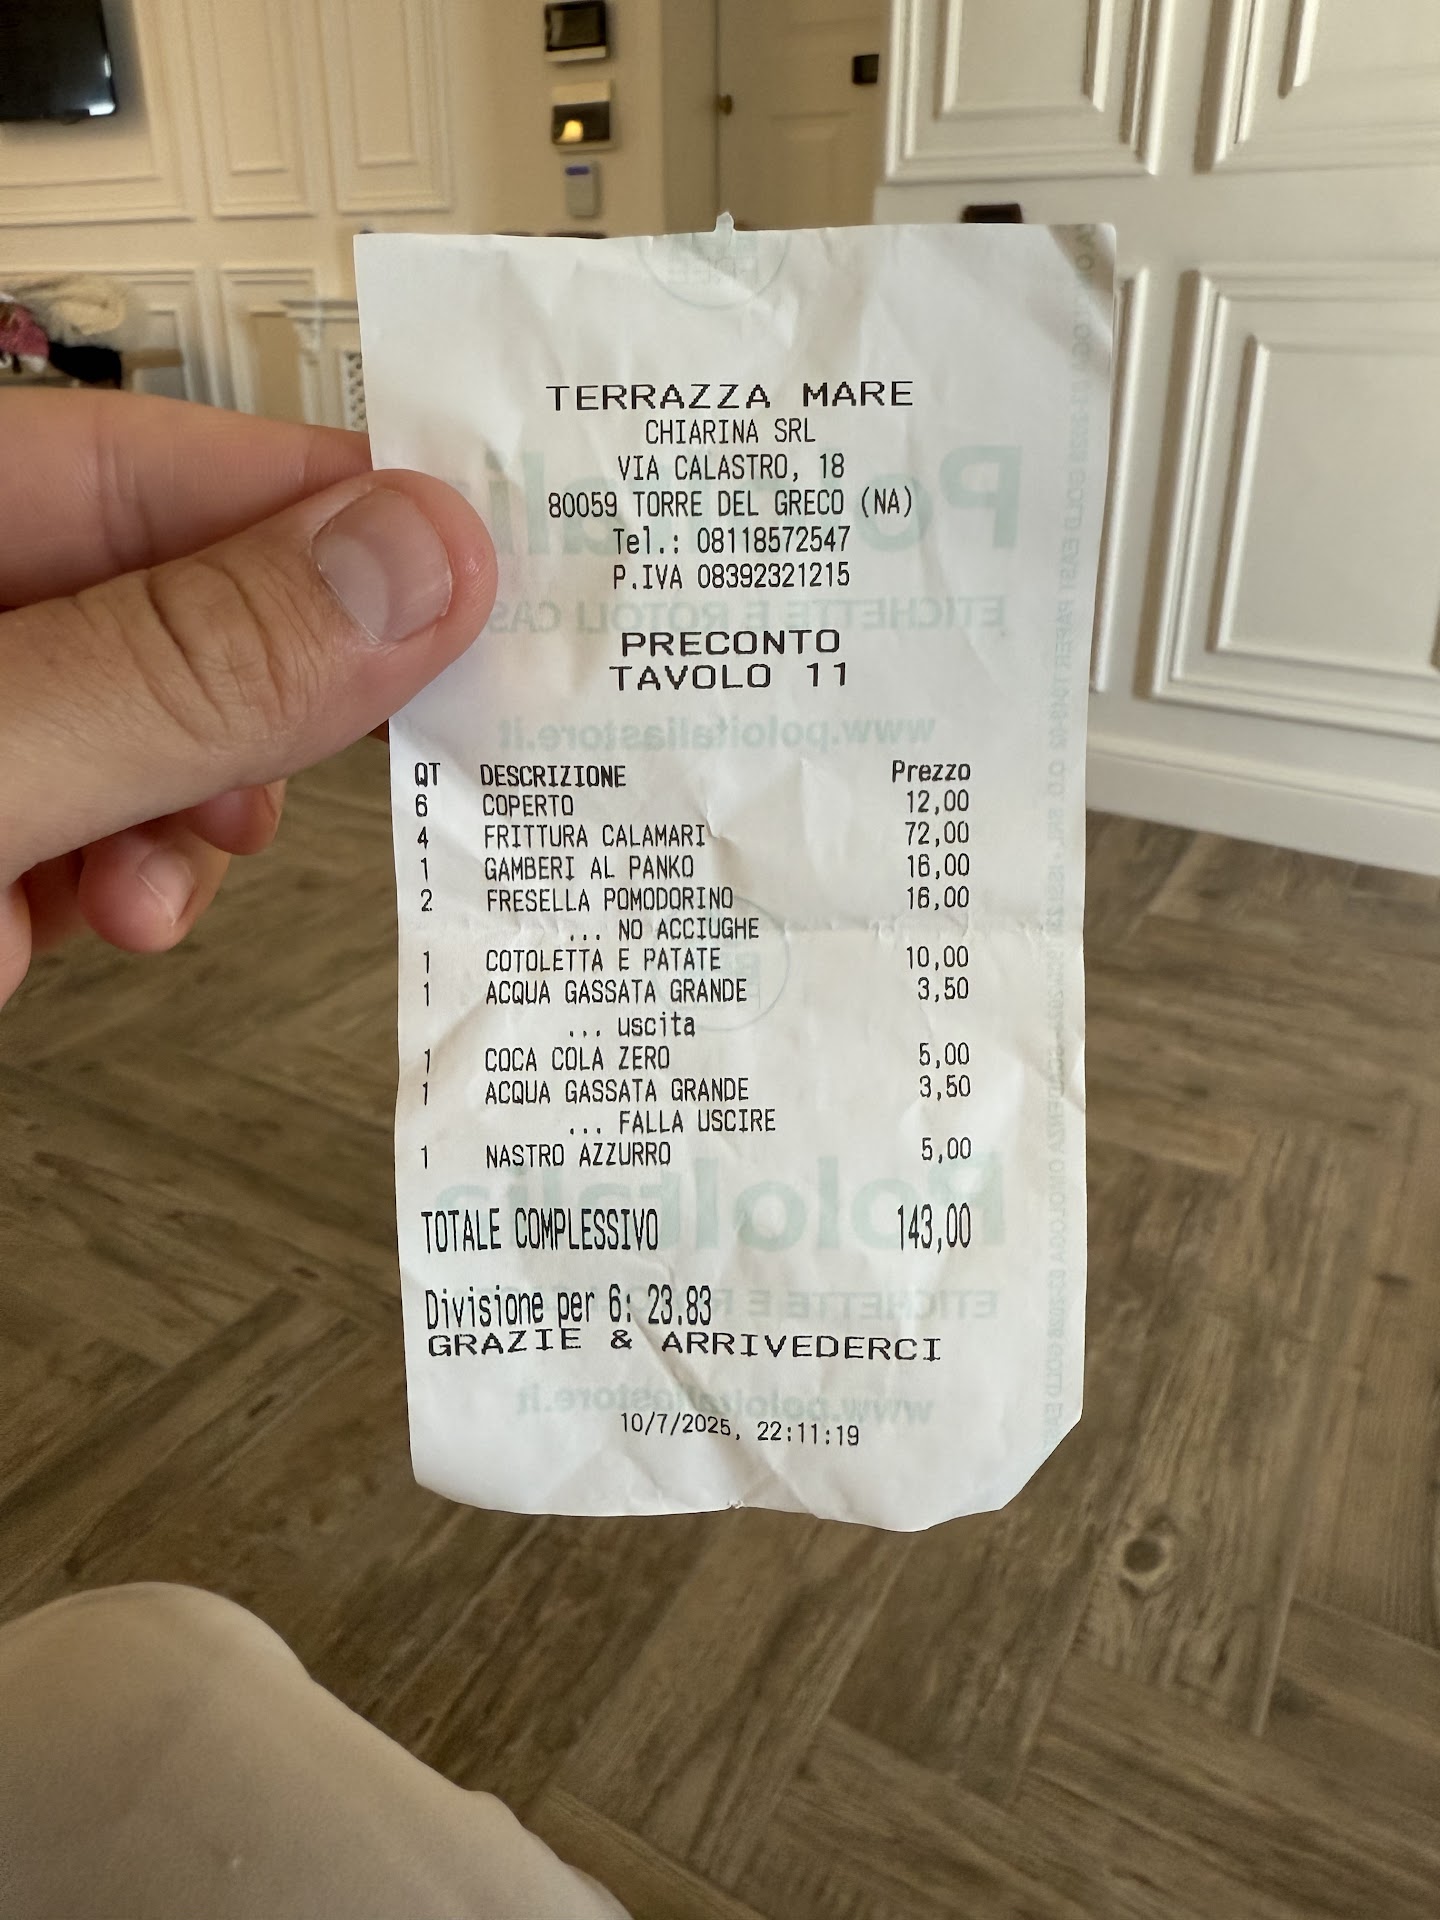 TERRAZZA MARE
CHIARINA SRL
VIA CALASTRO, 18
80059 TORRE DEL GRECO (NA)
Tel.: 08118572547
P.IVA 08392321215
PRECONTO
TAVOLO 11
QT DESCRIZIONE Prezzo
6 COPERTO 12,00
4 FRITTURA CALAMARI 72,00
1 GAMBERI AL PANKO 16,00
2 FRESELLA POMODORINO 16,00
... NO ACCIUGHE
1 COTOLETTA E PATATE 10,00
1 ACQUA GASSATA GRANDE 3,50
... uscita
1 COCA COLA ZERO 5,00
1 ACQUA GASSATA GRANDE 3,50
... FALLA USCIRE
1 NASTRO AZZURRO 5,00
TOTALE COMPLESSIVO 143,00
Divisione per 6: 23.83
GRAZIE & ARRIVEDERCI
10/7/2025, 22:11:19